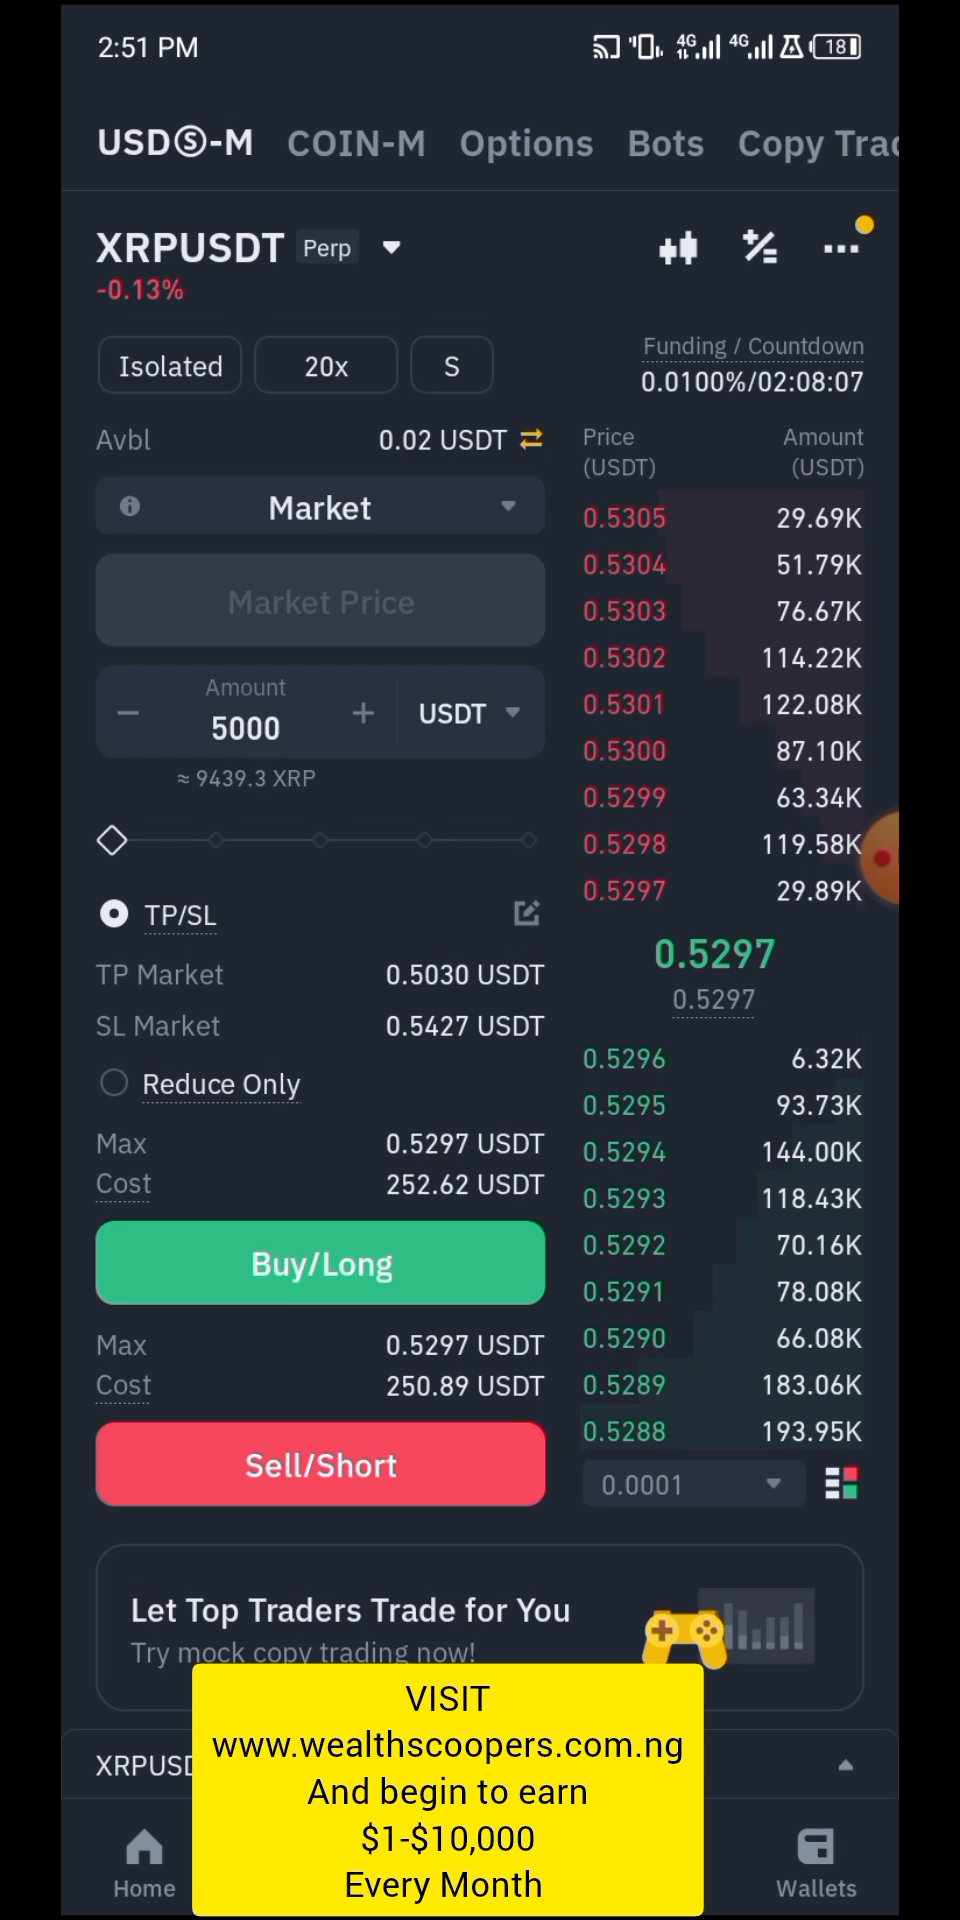 2:51 PM
4G 4G 18
USDⓈ-M COIN-M Options Bots Copy Trad
XRPUSDT Perp
-0.13%
Isolated 20x S
Funding / Countdown
0.0100%/02:08:07
Avbl 0.02 USDT
Market
Market Price
Amount
5000
USDT
≈ 9439.3 XRP
TP/SL
TP Market 0.5030 USDT
SL Market 0.5427 USDT
Reduce Only
Max 0.5297 USDT
Cost 252.62 USDT
Buy/Long
Max 0.5297 USDT
Cost 250.89 USDT
Sell/Short
Price Amount
(USDT) (USDT)
0.5305 29.69K
0.5304 51.79K
0.5303 76.67K
0.5302 114.22K
0.5301 122.08K
0.5300 87.10K
0.5299 63.34K
0.5298 119.58K
0.5297 29.89K
0.5297
0.5297
0.5296 6.32K
0.5295 93.73K
0.5294 144.00K
0.5293 118.43K
0.5292 70.16K
0.5291 78.08K
0.5290 66.08K
0.5289 183.06K
0.5288 193.95K
0.0001
Let Top Traders Trade for You
Try mock copy trading now!
XRPUSD
VISIT
www.wealthscoopers.com.ng
And begin to earn
$1-$10,000
Every Month
Home Wallets